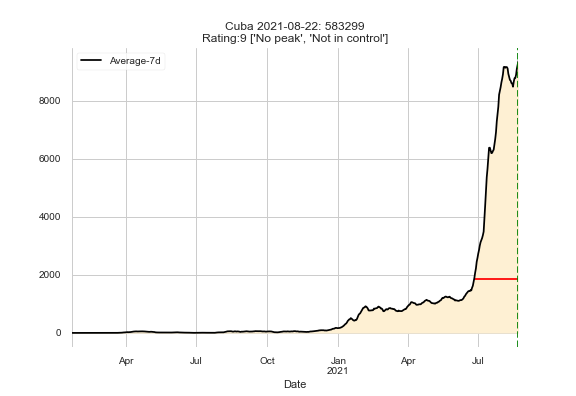 Cuba 2021-08-22: 583299
Rating:9 ['No peak', 'Not in control']
Average-7d
8000
6000
4000
2000
0
Apr
Jul
Oct
Jan
2021
Apr
Jul
Date